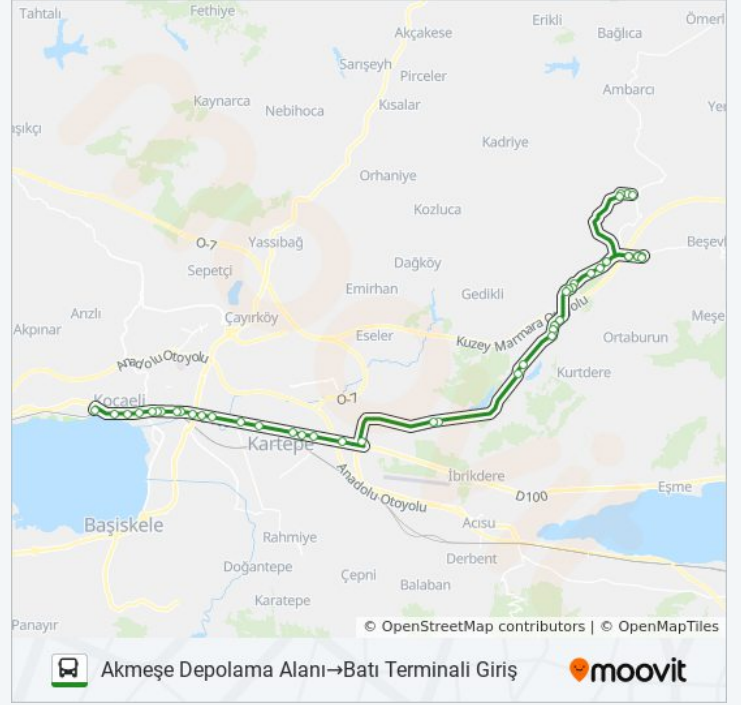 Tahtalı
Fethiye
Erikli
Ömerl
Akçakese
Bağlıca
Sarışeyh
Pirceler
Ambarcı
Kaynarca
Kısalar
Nebihoca
Ye
ışıkçı
Kadriye
Orhaniye
Kozluca
O-7
Yassıbağ
Beşevl
Dağköy
Sepetçi
Emirhan
Gedikli
Arızlı
Çayırköy
Meşe
Akpınar
Eseler
Kuzey Marmara Otoyolu
Ortaburun
Anadolu Otoyolu
Kurtdere
Kocaeli
O-7
Kartepe
Anadolu Otoyolu
İbrikdere
D100
Eşme
Başiskele
Acısu
Rahmiye
Derbent
Doğantepe
Çepni
Balaban
Karatepe
Panayır
© OpenStreetMap contributors | © OpenMapTiles
Akmeşe Depolama Alanı→Batı Terminali Giriş
moovit